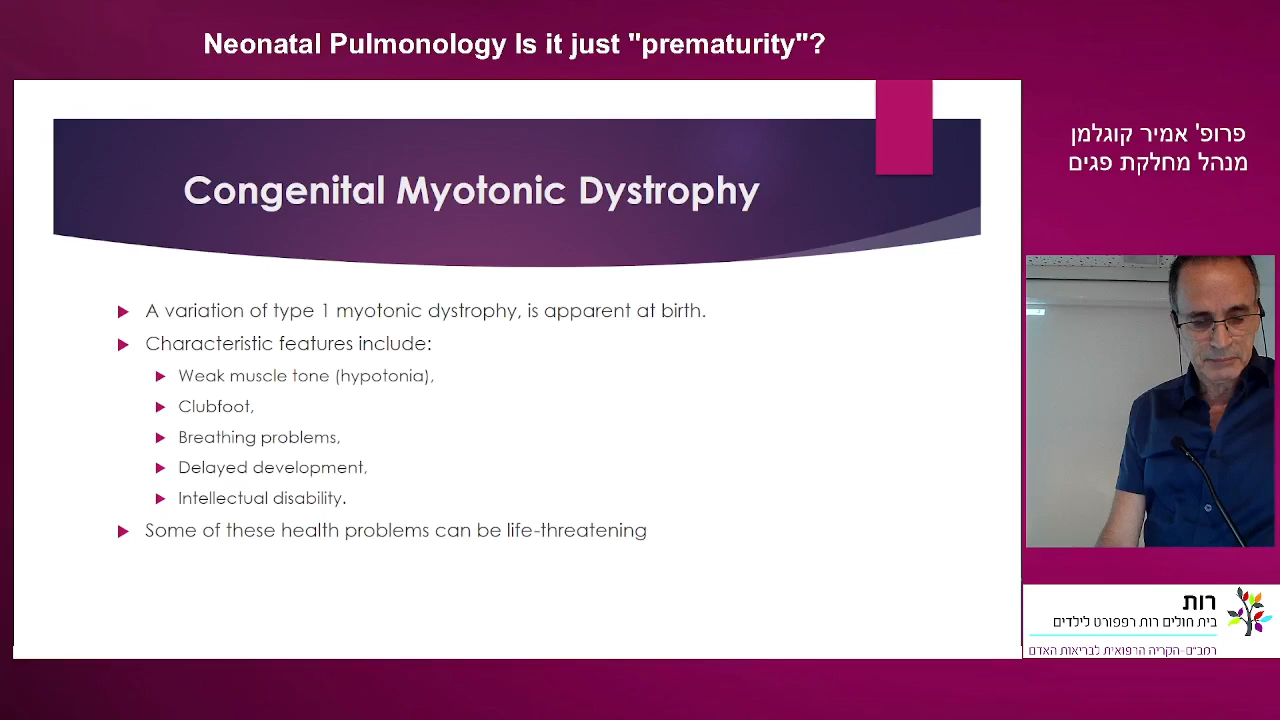 Neonatal Pulmonology Is it just "prematurity"?
Congenital Myotonic Dystrophy
A variation of type 1 myotonic dystrophy, is apparent at birth.
Characteristic features include:
Weak muscle tone (hypotonia),
Clubfoot,
Breathing problems,
Delayed development,
Intellectual disability.
Some of these health problems can be life-threatening
פרופ' אמיר קוגלמן
מנהל מחלקת פגים
רות
בית חולים רות רפפורט לילדים
רמב"ם-הקריה הרפואית לבריאות האדם